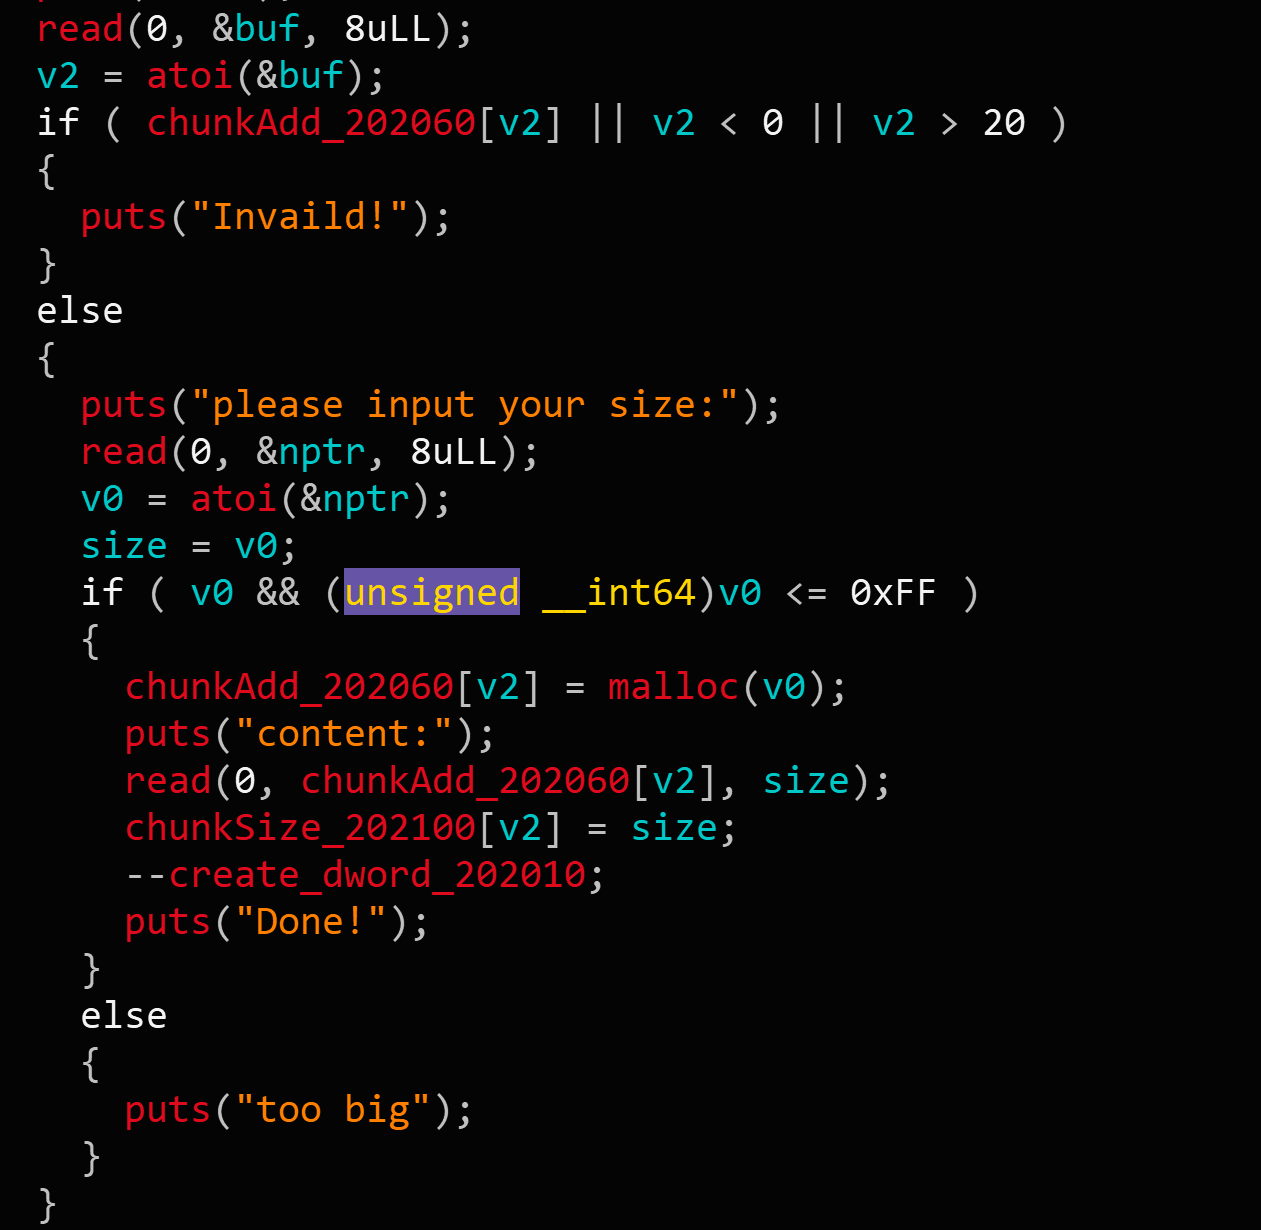 read(0, &buf, 8uLL);
v2 = atoi(&buf);
if ( chunkAdd_202060[v2] || v2 < 0 || v2 > 20 )
{
  puts("Invaild!");
}
else
{
  puts("please input your size:");
  read(0, &nptr, 8uLL);
  v0 = atoi(&nptr);
  size = v0;
  if ( v0 && (unsigned __int64)v0 <= 0xFF )
  {
    chunkAdd_202060[v2] = malloc(v0);
    puts("content:");
    read(0, chunkAdd_202060[v2], size);
    chunkSize_202100[v2] = size;
    --create_dword_202010;
    puts("Done!");
  }
  else
  {
    puts("too big");
  }
}